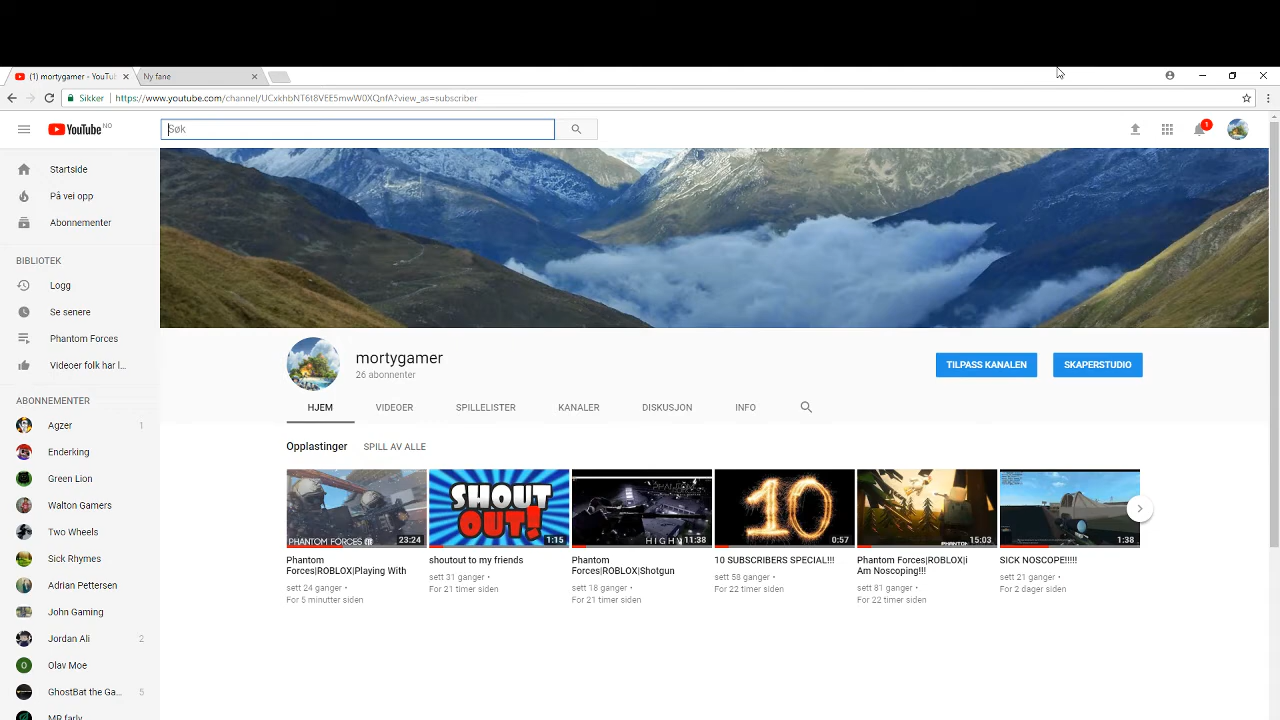 (1) mortygamer - YouTu
Ny fane
Sikker
https://www.youtube.com/channel/UCxkhbNT6t8VEE5mwW0XQnfA?view_as=subscriber
YouTube NO
Søk
1
Startside
På vei opp
Abonnementer
BIBLIOTEK
Logg
Se senere
Phantom Forces
Videoer folk har l...
ABONNEMENTER
Agzer 1
Enderking
Green Lion
Walton Gamers
Two Wheels
Sick Rhymes
Adrian Pettersen
John Gaming
Jordan Ali 2
O
Olav Moe
GhostBat the Ga... 5
MR farly
mortygamer
26 abonnenter
TILPASS KANALEN
SKAPERSTUDIO
HJEM
VIDEOER
SPILLELISTER
KANALER
DISKUSJON
INFO
Opplastinger
SPILL AV ALLE
PHANTOM FORCES
23:24
Phantom
Forces|ROBLOX|Playing With
sett 24 ganger •
For 5 minutter siden
SHOUT
OUT!
1:15
shoutout to my friends
sett 31 ganger •
For 21 timer siden
HIGHW
11:38
Phantom
Forces|ROBLOX|Shotgun
sett 18 ganger •
For 21 timer siden
10
0:57
10 SUBSCRIBERS SPECIAL!!!
sett 58 ganger •
For 22 timer siden
PHANTOM
15:03
Phantom Forces|ROBLOX|i
Am Noscoping!!!
sett 81 ganger •
For 22 timer siden
1:38
SICK NOSCOPE!!!!!
sett 21 ganger •
For 2 dager siden